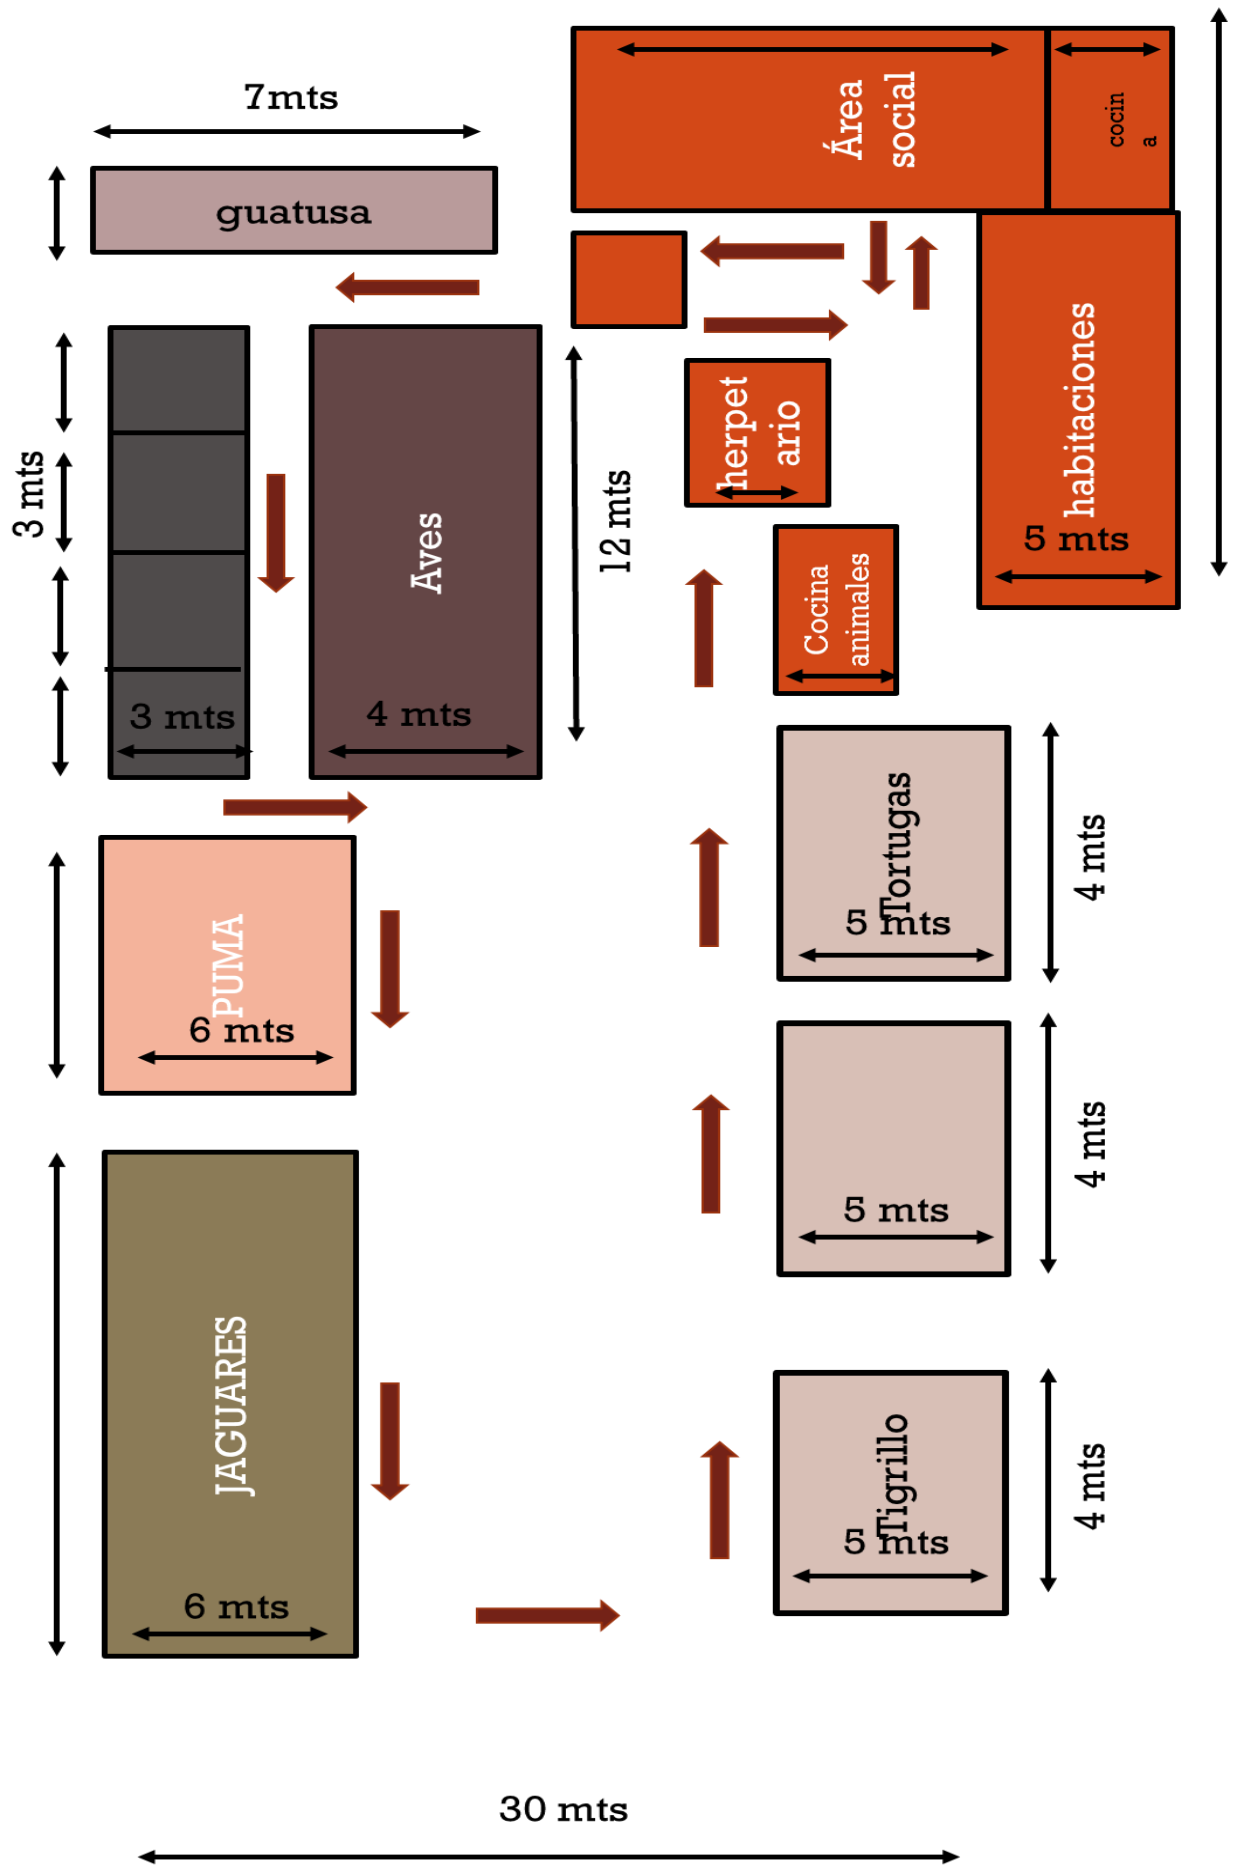 7mts
guatusa
Área
social
cocin
a
habitaciones
5 mts
herpet
ario
Cocina
animales
3 mts
3 mts
Aves
4 mts
12 mts
PUMA
6 mts
JAGUARES
6 mts
Tortugas
5 mts
4 mts
5 mts
4 mts
Tigrillo
5 mts
4 mts
30 mts